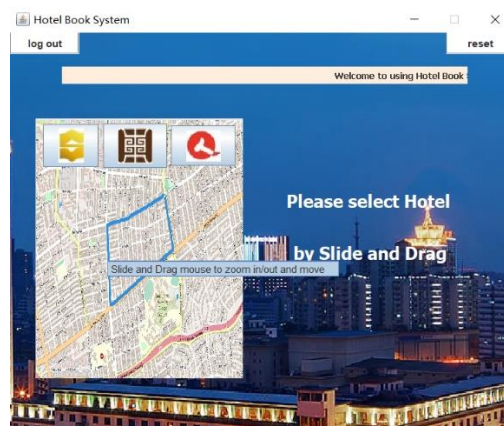 Hotel Book System
log out
reset
Welcome to using Hotel Book
Please select Hotel
by Slide and Drag
Slide and Drag mouse to zoom in/out and move